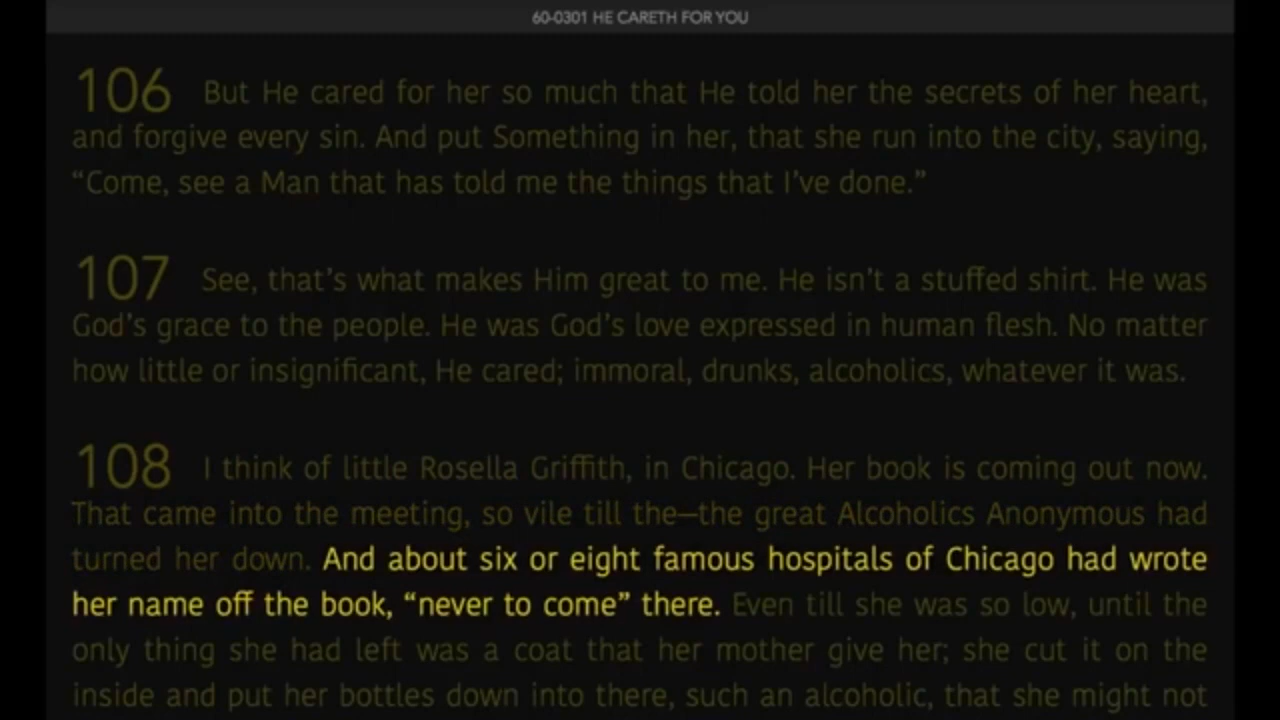 60-0301 HE CARETH FOR YOU
106 But He cared for her so much that He told her the secrets of her heart,
and forgive every sin. And put Something in her, that she run into the city, saying,
“Come, see a Man that has told me the things that I’ve done.”
107 See, that’s what makes Him great to me. He isn’t a stuffed shirt. He was
God’s grace to the people. He was God’s love expressed in human flesh. No matter
how little or insignificant, He cared; immoral, drunks, alcoholics, whatever it was.
108 I think of little Rosella Griffith, in Chicago. Her book is coming out now.
That came into the meeting, so vile till the—the great Alcoholics Anonymous had
turned her down. And about six or eight famous hospitals of Chicago had wrote
her name off the book, “never to come” there. Even till she was so low, until the
only thing she had left was a coat that her mother give her; she cut it on the
inside and put her bottles down into there, such an alcoholic, that she might not